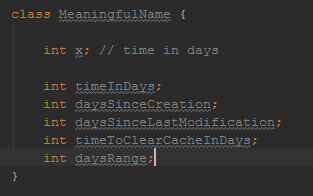 class MeaningfulName {
int x; // time in days
int timeInDays;
int daysSinceCreation;
int daysSinceLastModification;
int timeToClearCacheInDays;
int daysRange;
}